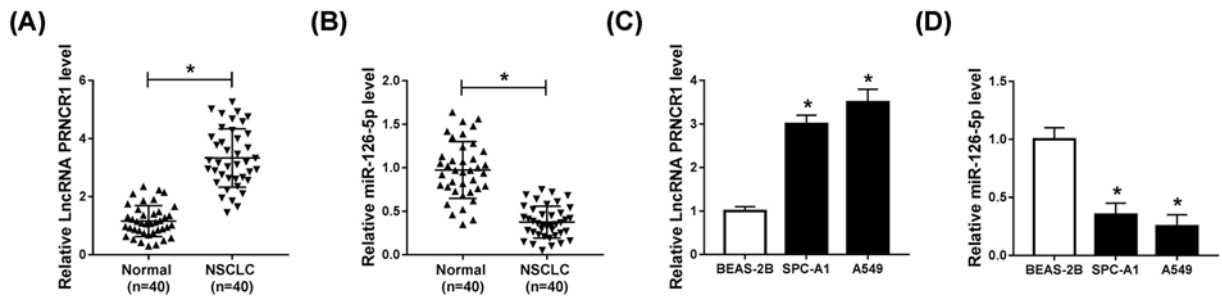 (A)
Relative LncRNA PRNCR1 level
6
4
2
0
*
Normal
(n=40)
NSCLC
(n=40)
(B)
Relative miR-126-5p level
2.0
1.5
1.0
0.5
0.0
*
Normal
(n=40)
NSCLC
(n=40)
(C)
Relative LncRNA PRNCR1 level
4
3
2
1
0
*
*
BEAS-2B
SPC-A1
A549
(D)
Relative miR-126-5p level
1.5
1.0
0.5
0.0
*
*
BEAS-2B
SPC-A1
A549